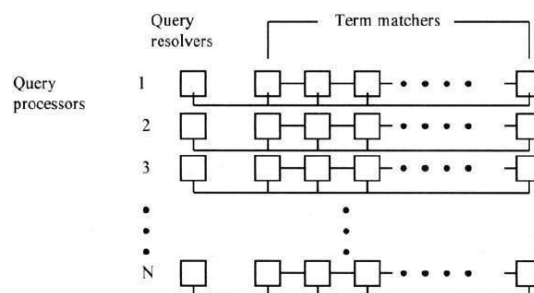 Query
resolvers
Term matchers
Query
processors
1
2
3
N